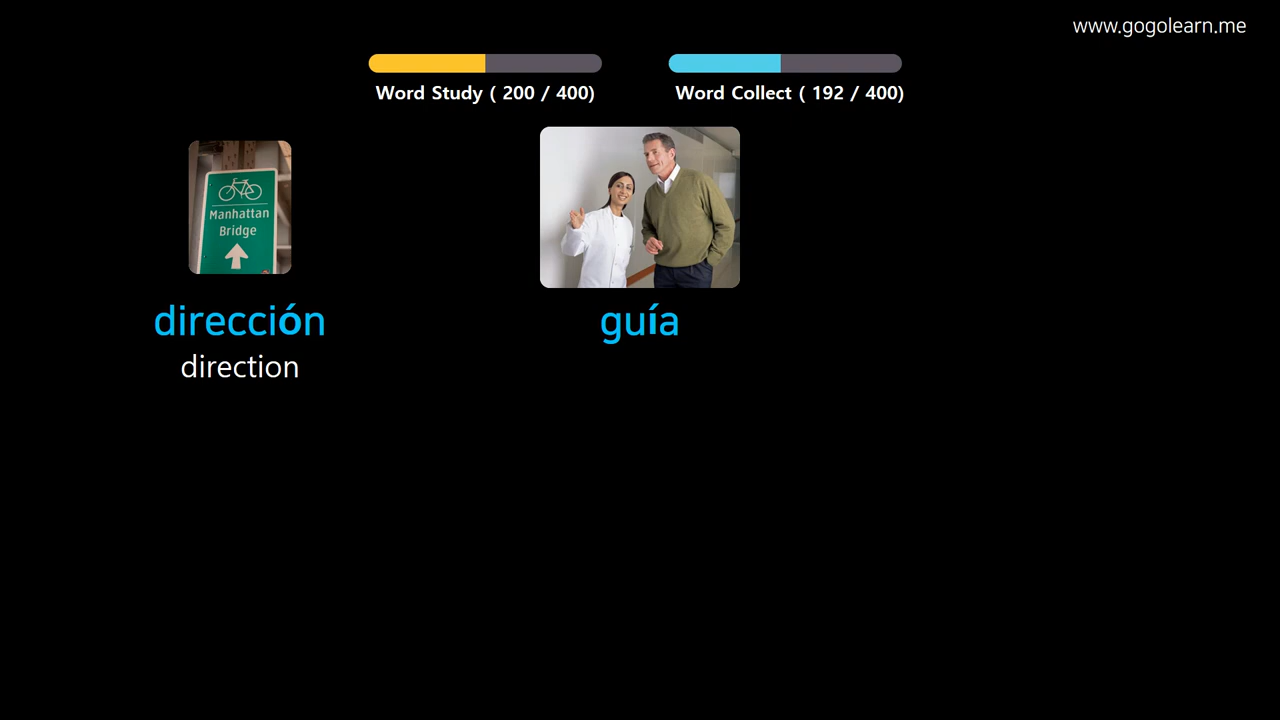 www.gogolearn.me
Word Study ( 200 / 400)
Word Collect ( 192 / 400)
Manhattan
Bridge
dirección
guía
direction